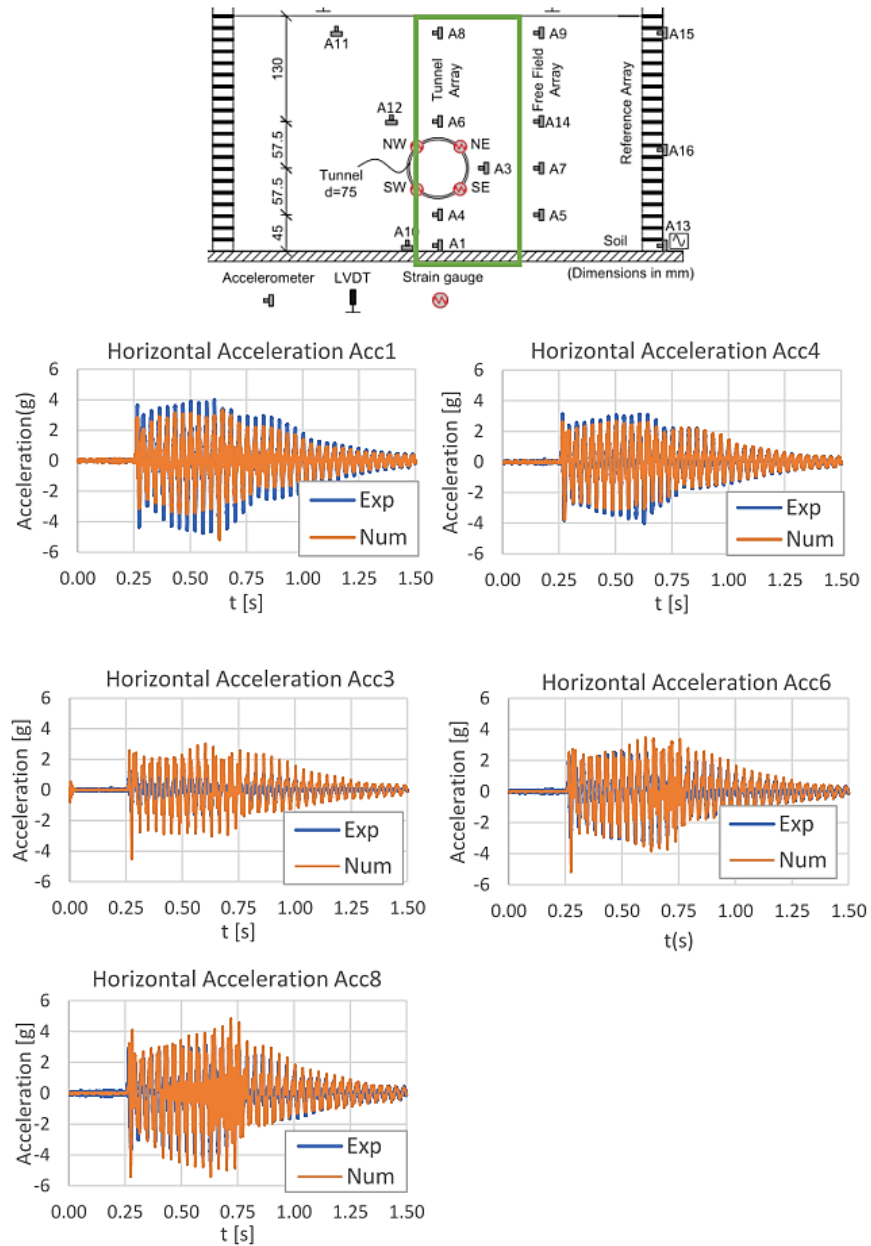 A11
A8
A9
A15
130
Tunnel
Array
Free Field
Array
Reference Array
A12
A6
A14
A16
57.5
NW
NE
Tunnel
d=75
A3
A7
57.5
SW
SE
A4
A5
45
A10
A1
Soil
A13
Accelerometer
LVDT
Strain gauge
(Dimensions in mm)
Horizontal Acceleration Acc1
Acceleration(g)
6
4
2
0
-2
-4
-6
Exp
Num
0.00 0.25 0.50 0.75 1.00 1.25 1.50
t [s]
Horizontal Acceleration Acc4
Acceleration [g]
6
4
2
0
-2
-4
-6
Exp
Num
0.00 0.25 0.50 0.75 1.00 1.25 1.50
t [s]
Horizontal Acceleration Acc3
Acceleration [g]
6
4
2
0
-2
-4
-6
Exp
Num
0.00 0.25 0.50 0.75 1.00 1.25 1.50
t [s]
Horizontal Acceleration Acc6
Acceleration [g]
6
4
2
0
-2
-4
-6
Exp
Num
0.00 0.25 0.50 0.75 1.00 1.25 1.50
t(s)
Horizontal Acceleration Acc8
Acceleration [g]
6
4
2
0
-2
-4
-6
Exp
Num
0.00 0.25 0.50 0.75 1.00 1.25 1.50
t [s]